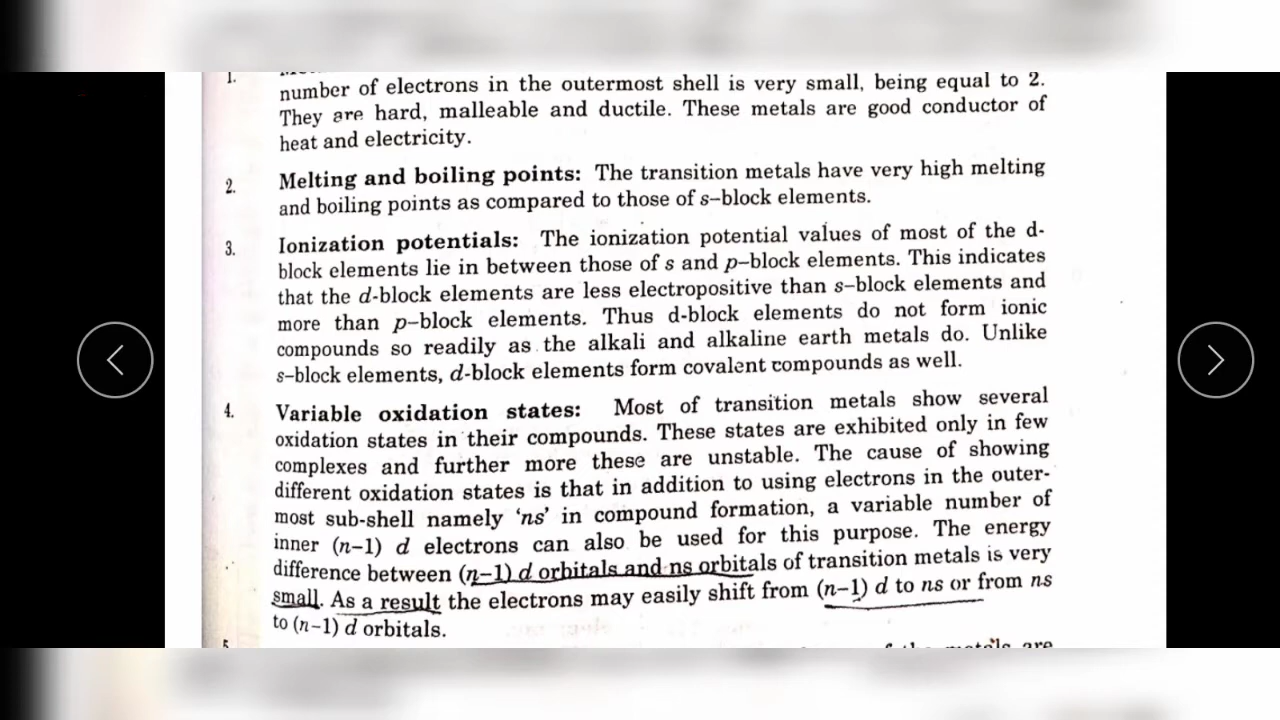 1.
number of electrons in the outermost shell is very small, being equal to 2.
They are hard, malleable and ductile. These metals are good conductor of
heat and electricity.
2. Melting and boiling points: The transition metals have very high melting
and boiling points as compared to those of s–block elements.
3. Ionization potentials: The ionization potential values of most of the d-
block elements lie in between those of s and p–block elements. This indicates
that the d-block elements are less electropositive than s–block elements and
more than p–block elements. Thus d-block elements do not form ionic
compounds so readily as the alkali and alkaline earth metals do. Unlike
s–block elements, d-block elements form covalent compounds as well.
4. Variable oxidation states: Most of transition metals show several
oxidation states in their compounds. These states are exhibited only in few
complexes and further more these are unstable. The cause of showing
different oxidation states is that in addition to using electrons in the outer-
most sub-shell namely ‘ns’ in compound formation, a variable number of
inner (n–1) d electrons can also be used for this purpose. The energy
difference between (n–1) d orbitals and ns orbitals of transition metals is very
small. As a result the electrons may easily shift from (n–1) d to ns or from ns
to (n–1) d orbitals.